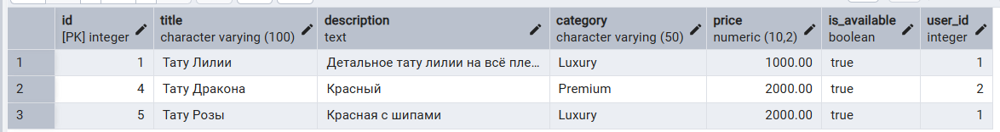 id title description category price is_available user_id
[PK] integer character varying (100) text character varying (50) numeric (10,2) boolean integer
1 1 Тату Лилии Детальное тату лилии на всё пле… Luxury 1000.00 true 1
2 4 Тату Дракона Красный Premium 2000.00 true 2
3 5 Тату Розы Красная с шипами Luxury 2000.00 true 1